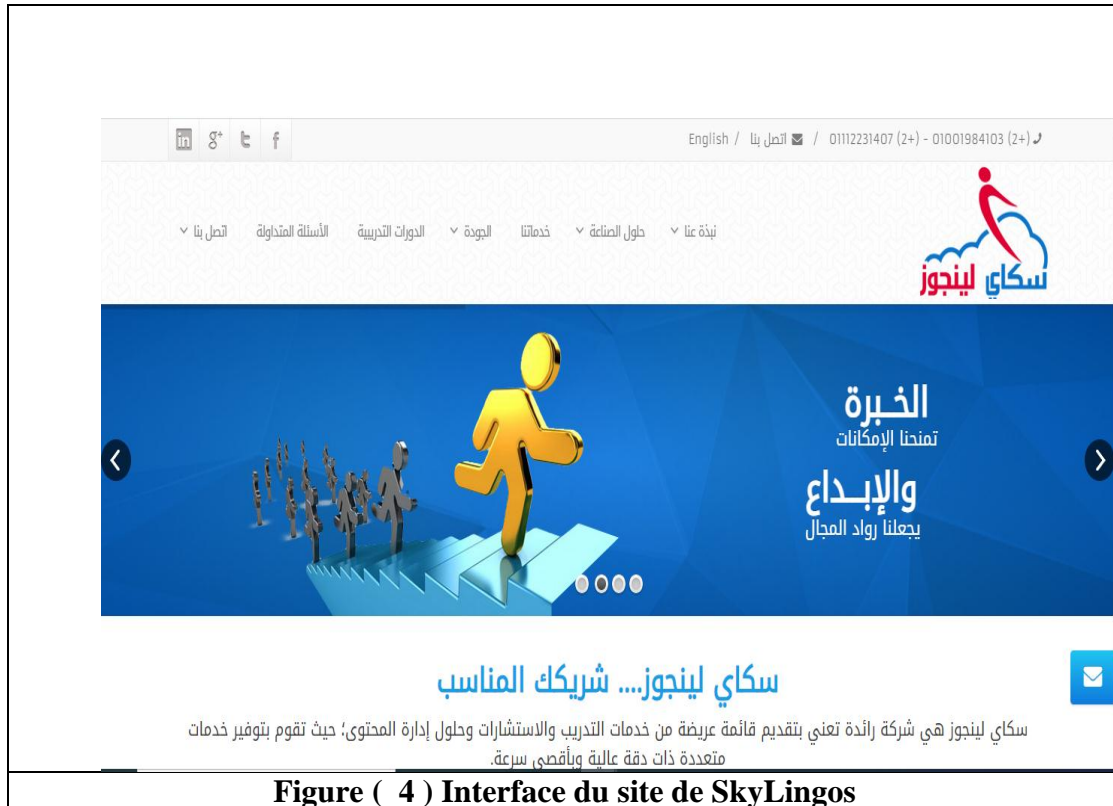 (+2) 01001984103 - (+2) 01112231407 / اتصل بنا / English
f t g+ in
سكاي لينجوز
نبذة عنا حلول الصناعة خدماتنا الجودة الدورات التدريبية الأسئلة المتداولة اتصل بنا
الخــبرة
تمنحنا الإمكانات
والإبــداع
يجعلنا رواد المجال
سكاي لينجوز.... شريكك المناسب
سكاي لينجوز هي شركة رائدة تعني بتقديم قائمة عريضة من خدمات التدريب والاستشارات وحلول إدارة المحتوى؛ حيث تقوم بتوفير خدمات
متعددة ذات دقة عالية وبأقصى سرعة.
Figure ( 4 ) Interface du site de SkyLingos